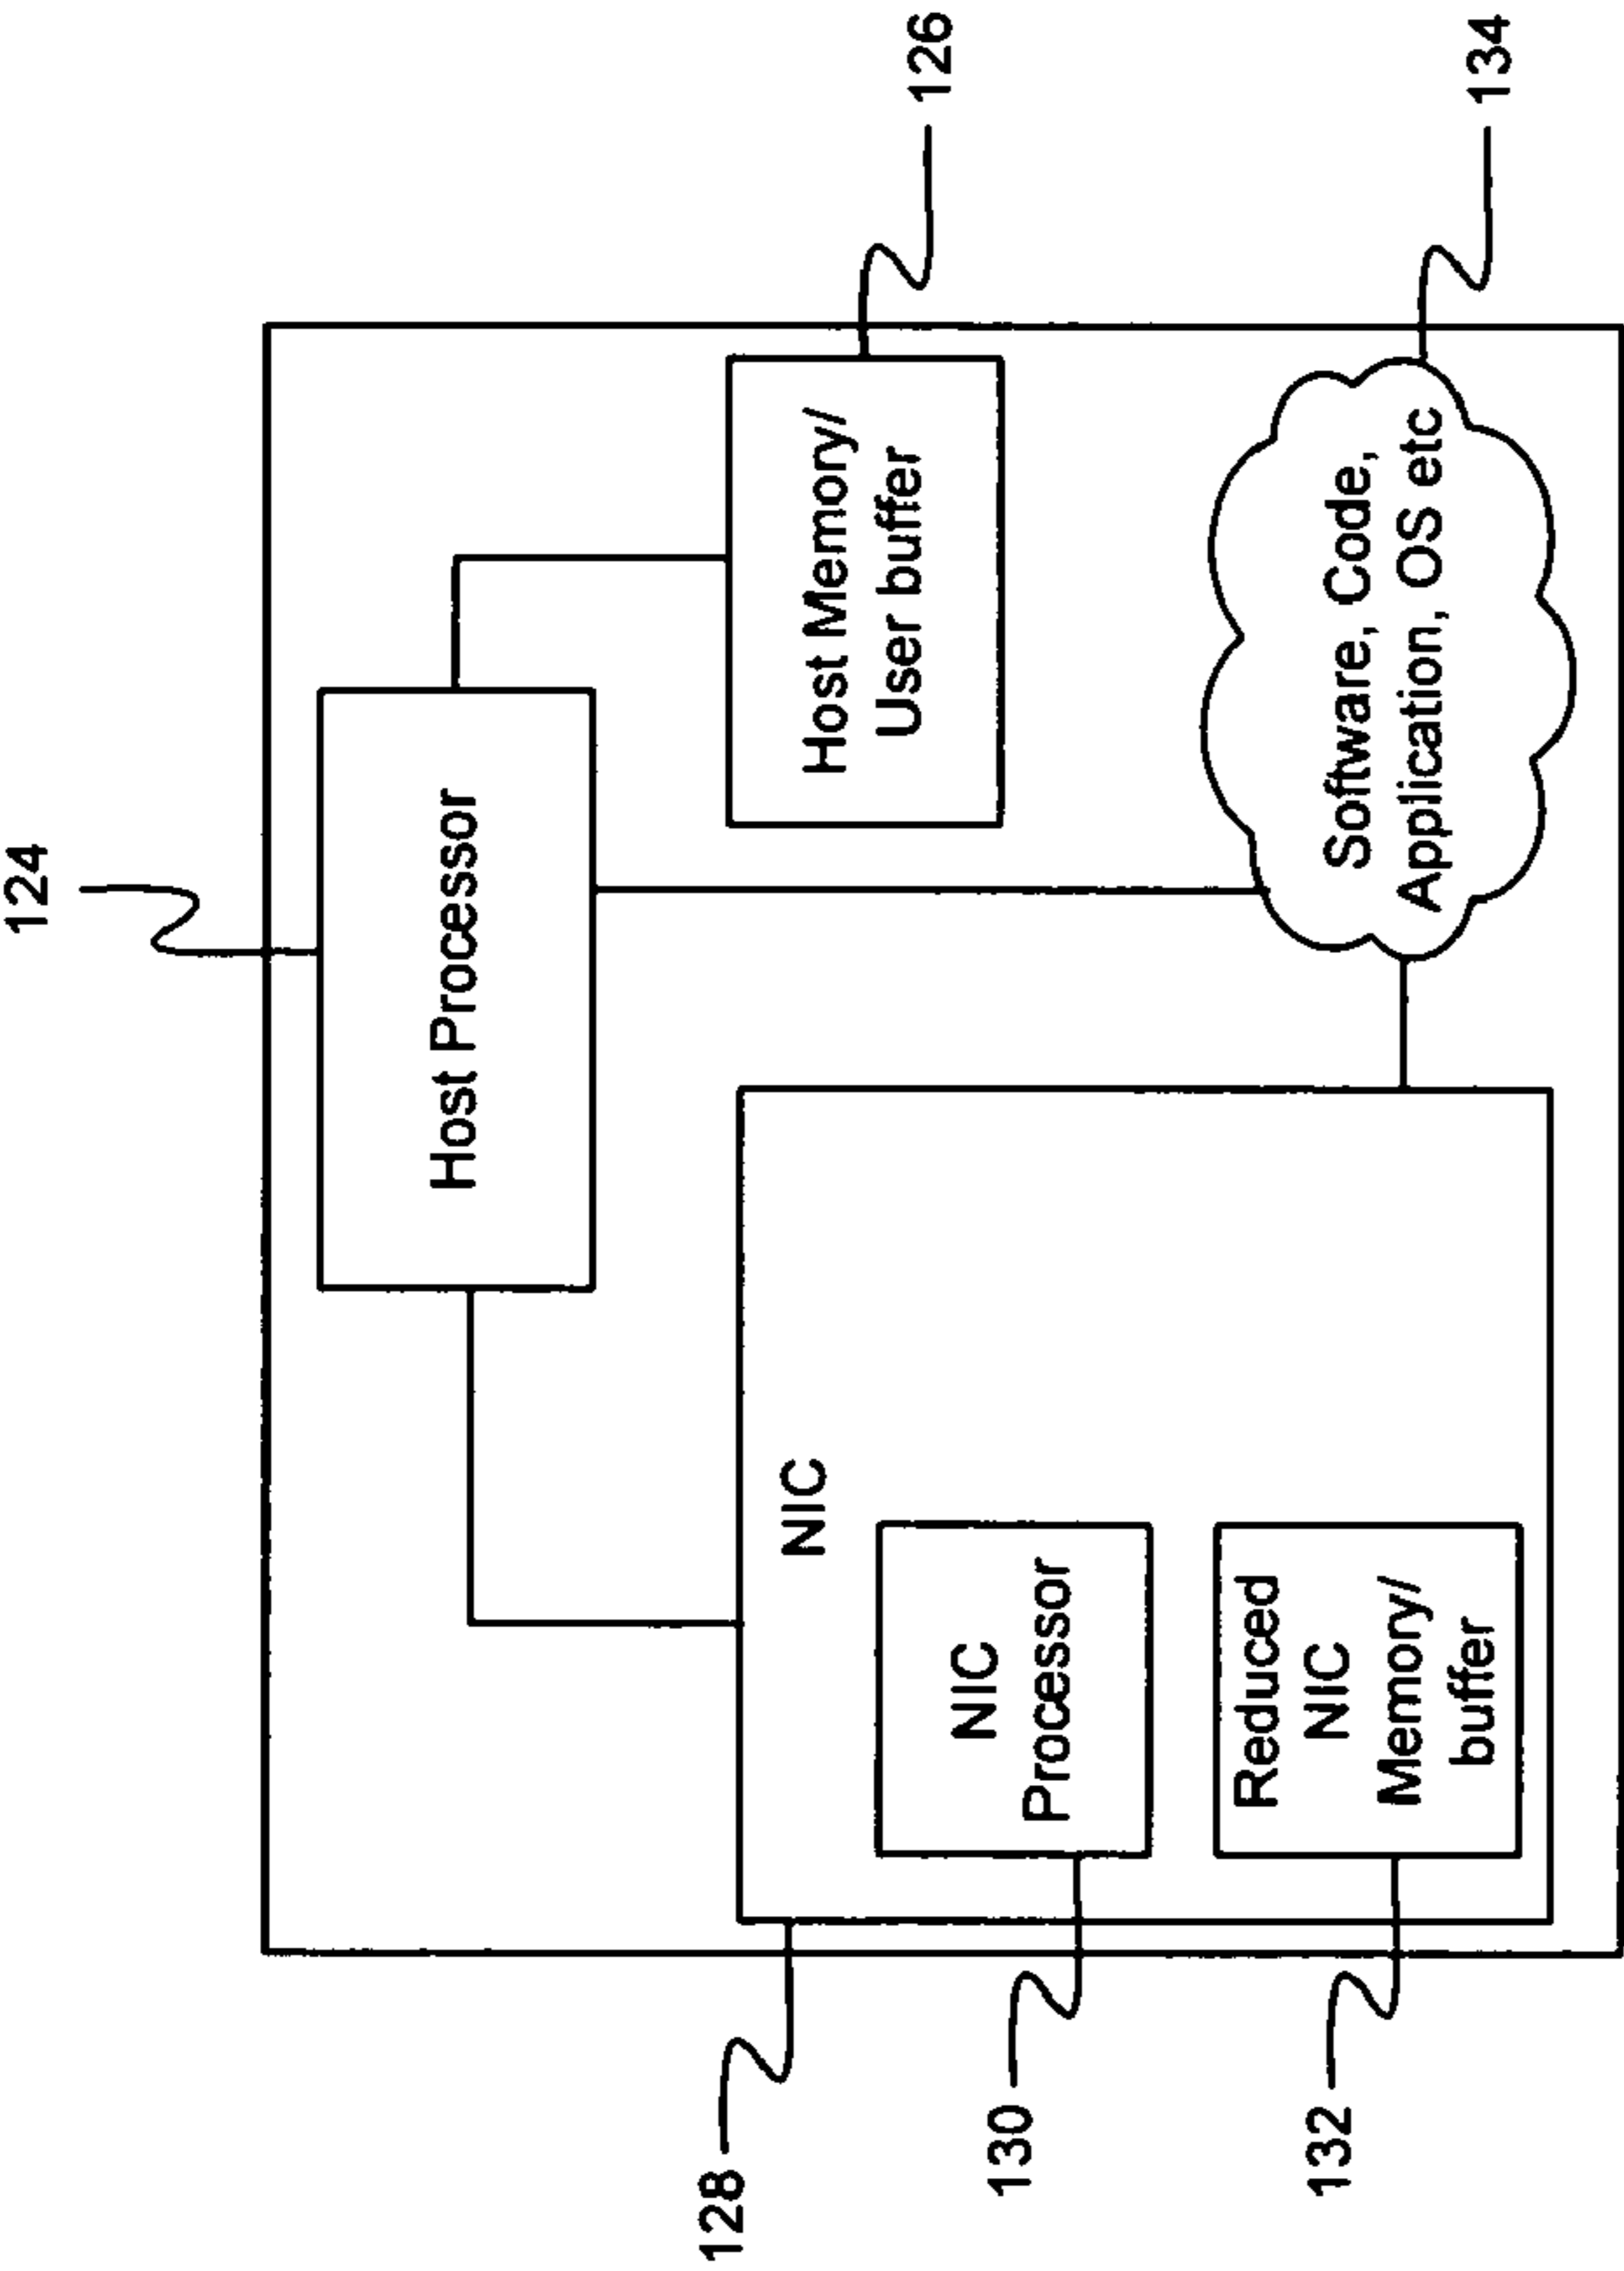 124
Host Processor
Host Memory/
User buffer
126
NIC
128
NIC
Processor
130
Reduced
NIC
Memory/
buffer
132
Software, Code,
Application, OS etc
134